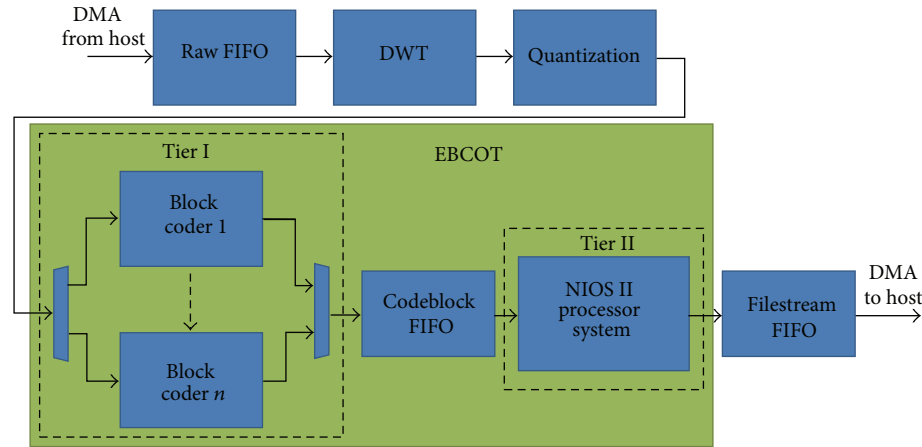 DMA
from host
Raw FIFO
DWT
Quantization
Tier I
EBCOT
Block
coder 1
Block
coder n
Codeblock
FIFO
Tier II
NIOS II
processor
system
Filestream
FIFO
DMA
to host